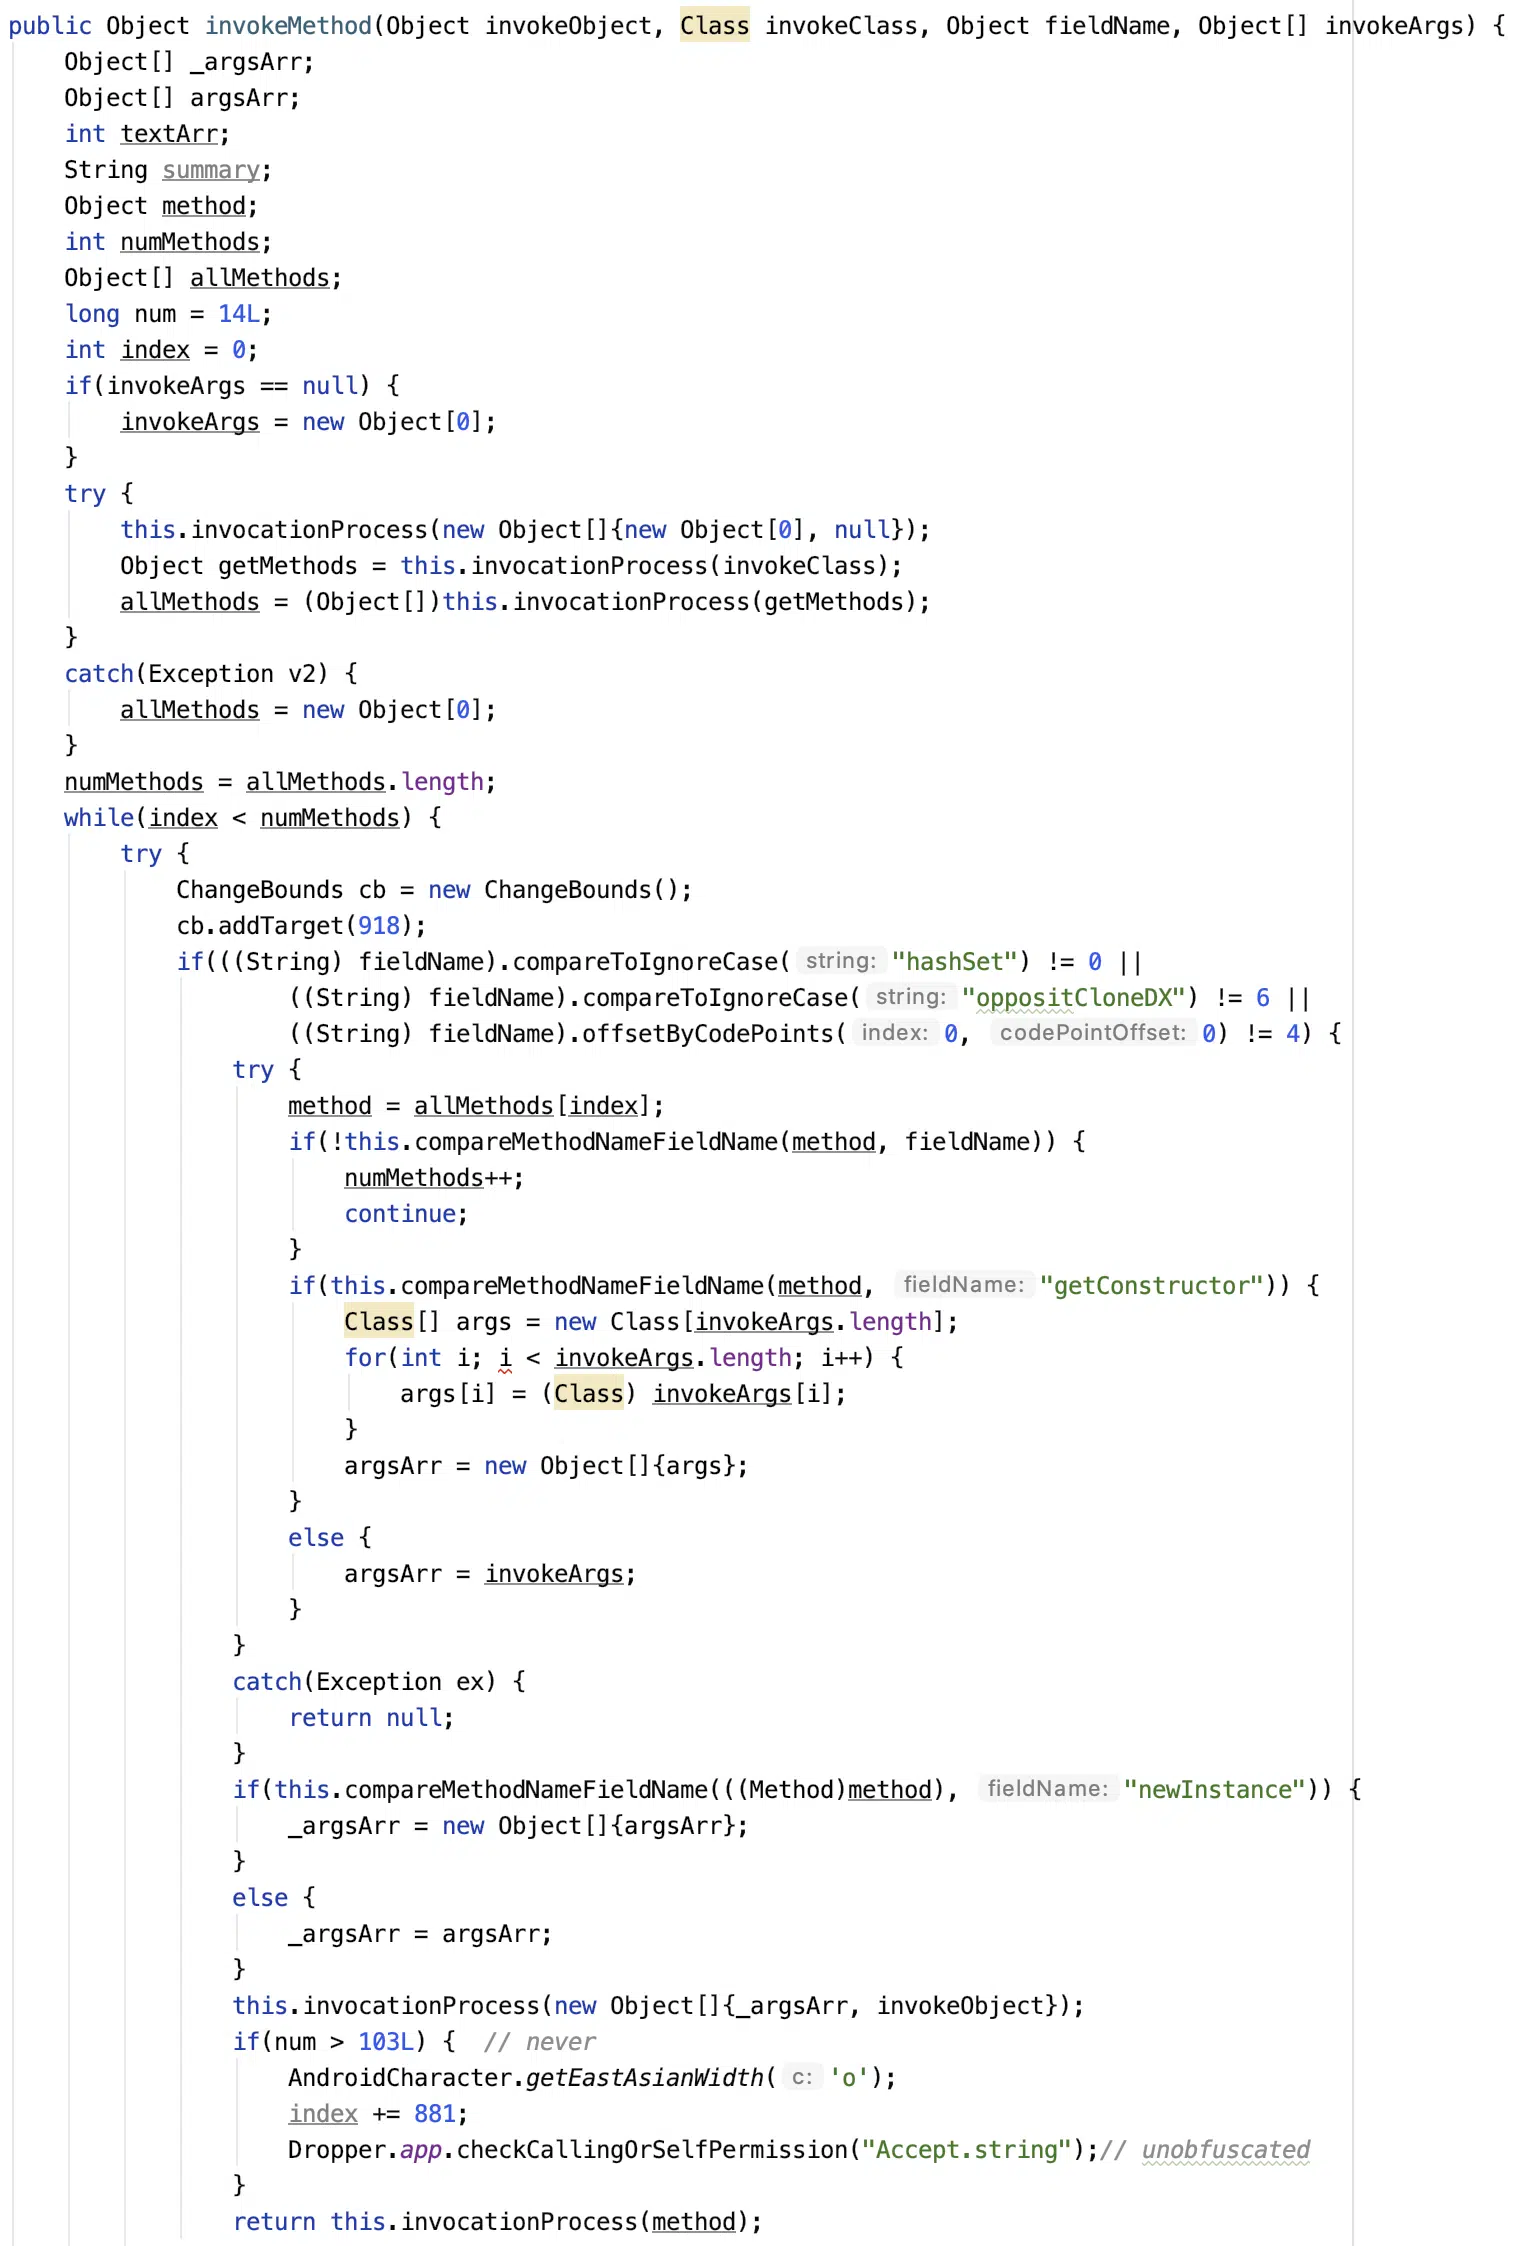 public Object invokeMethod(Object invokeObject, Class invokeClass, Object fieldName, Object[] invokeArgs) {
    Object[] _argsArr;
    Object[] argsArr;
    int textArr;
    String summary;
    Object method;
    int numMethods;
    Object[] allMethods;
    long num = 14L;
    int index = 0;
    if(invokeArgs == null) {
        invokeArgs = new Object[0];
    }
    try {
        this.invocationProcess(new Object[]{new Object[0], null});
        Object getMethods = this.invocationProcess(invokeClass);
        allMethods = (Object[])this.invocationProcess(getMethods);
    }
    catch(Exception v2) {
        allMethods = new Object[0];
    }
    numMethods = allMethods.length;
    while(index < numMethods) {
        try {
            ChangeBounds cb = new ChangeBounds();
            cb.addTarget(918);
            if(((String) fieldName).compareToIgnoreCase( string: "hashSet") != 0 ||
                    ((String) fieldName).compareToIgnoreCase( string: "oppositCloneDX") != 6 ||
                    ((String) fieldName).offsetByCodePoints( index: 0, codePointOffset: 0) != 4) {
                try {
                    method = allMethods[index];
                    if(!this.compareMethodNameFieldName(method, fieldName)) {
                        numMethods++;
                        continue;
                    }
                    if(this.compareMethodNameFieldName(method, fieldName: "getConstructor")) {
                        Class[] args = new Class[invokeArgs.length];
                        for(int i; i < invokeArgs.length; i++) {
                            args[i] = (Class) invokeArgs[i];
                        }
                        argsArr = new Object[]{args};
                    }
                    else {
                        argsArr = invokeArgs;
                    }
                }
                catch(Exception ex) {
                    return null;
                }
                if(this.compareMethodNameFieldName(((Method)method), fieldName: "newInstance")) {
                    _argsArr = new Object[]{argsArr};
                }
                else {
                    _argsArr = argsArr;
                }
                this.invocationProcess(new Object[]{_argsArr, invokeObject});
                if(num > 103L) {  // never
                    AndroidCharacter.getEastAsianWidth( c: 'o');
                    index += 881;
                    Dropper.app.checkCallingOrSelfPermission("Accept.string");// unobfuscated
                }
                return this.invocationProcess(method);